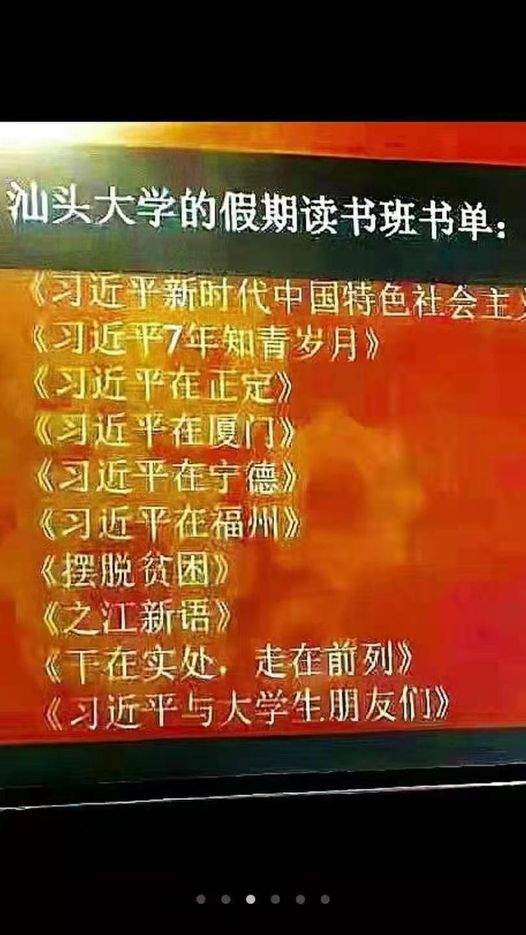 汕头大学的假期读书班书单：
《习近平新时代中国特色社会主义
《习近平7年知青岁月》
《习近平在正定》
《习近平在厦门》
《习近平在宁德》
《习近平在福州》
《摆脱贫困》
《之江新语》
《干在实处，走在前列》
《习近平与大学生朋友们》